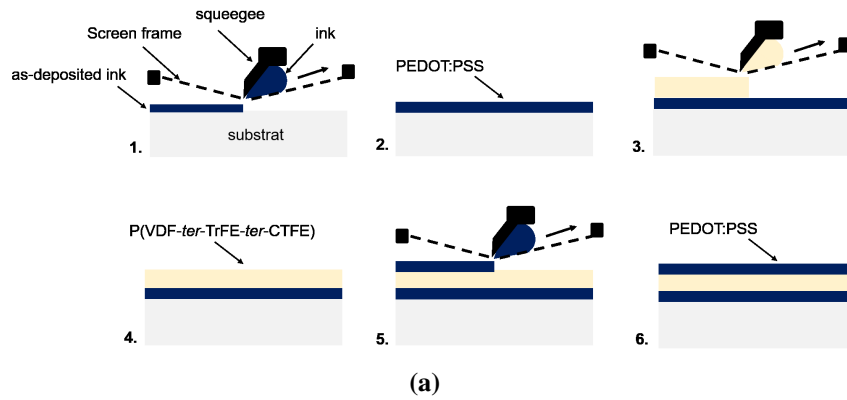 squeegee
Screen frame
ink
as-deposited ink
substrat
1.
PEDOT:PSS
2.
3.
P(VDF-ter-TrFE-ter-CTFE)
4.
5.
PEDOT:PSS
6.
(a)